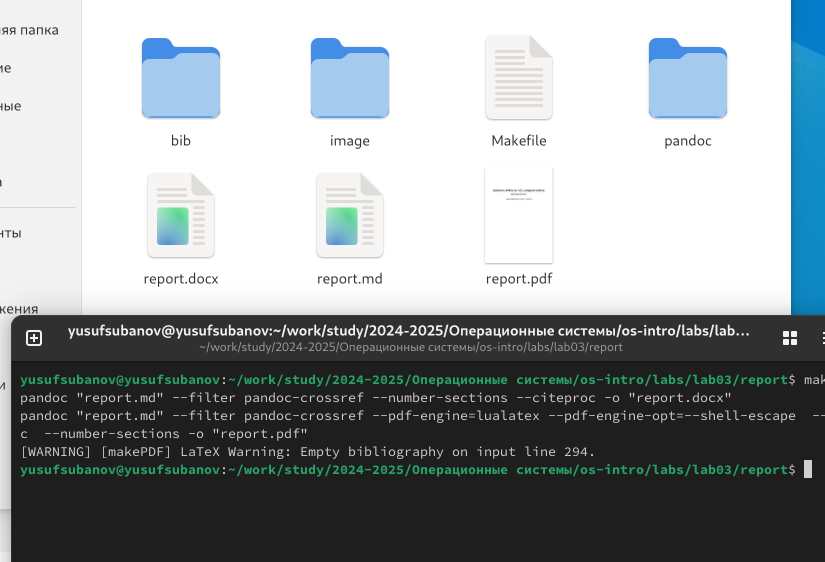 яя папка
ие
ные
а
нты
жения
и
bib
image
Makefile
pandoc
report.docx
report.md
report.pdf
yusufsubanov@yusufsubanov:~/work/study/2024-2025/Операционные системы/os-intro/labs/lab...
~/work/study/2024-2025/Операционные системы/os-intro/labs/lab03/report
yusufsubanov@yusufsubanov:~/work/study/2024-2025/Операционные системы/os-intro/labs/lab03/report$ mak
pandoc "report.md" --filter pandoc-crossref --number-sections --citeproc -o "report.docx"
pandoc "report.md" --filter pandoc-crossref --pdf-engine=lualatex --pdf-engine-opt=--shell-escape --
c --number-sections -o "report.pdf"
[WARNING] [makePDF] LaTeX Warning: Empty bibliography on input line 294.
yusufsubanov@yusufsubanov:~/work/study/2024-2025/Операционные системы/os-intro/labs/lab03/report$